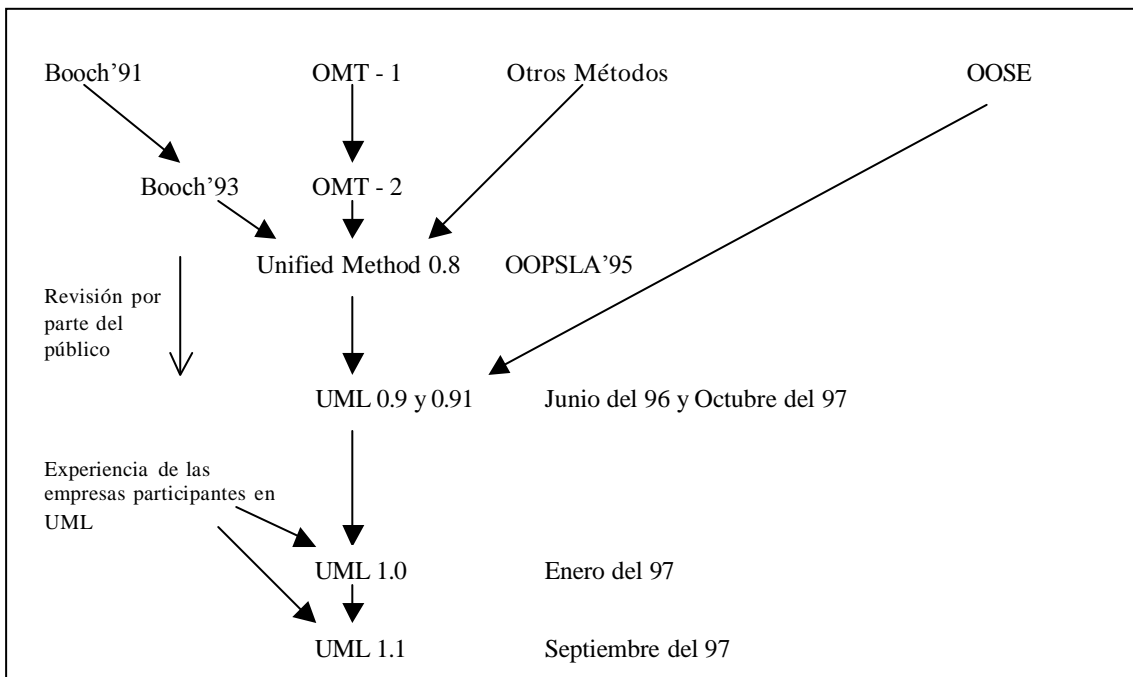 Booch’91 OMT - 1 Otros Métodos OOSE
Booch’93 OMT - 2
Unified Method 0.8 OOPSLA’95
Revisión por
parte del
público
UML 0.9 y 0.91 Junio del 96 y Octubre del 97
Experiencia de las
empresas participantes en
UML
UML 1.0 Enero del 97
UML 1.1 Septiembre del 97